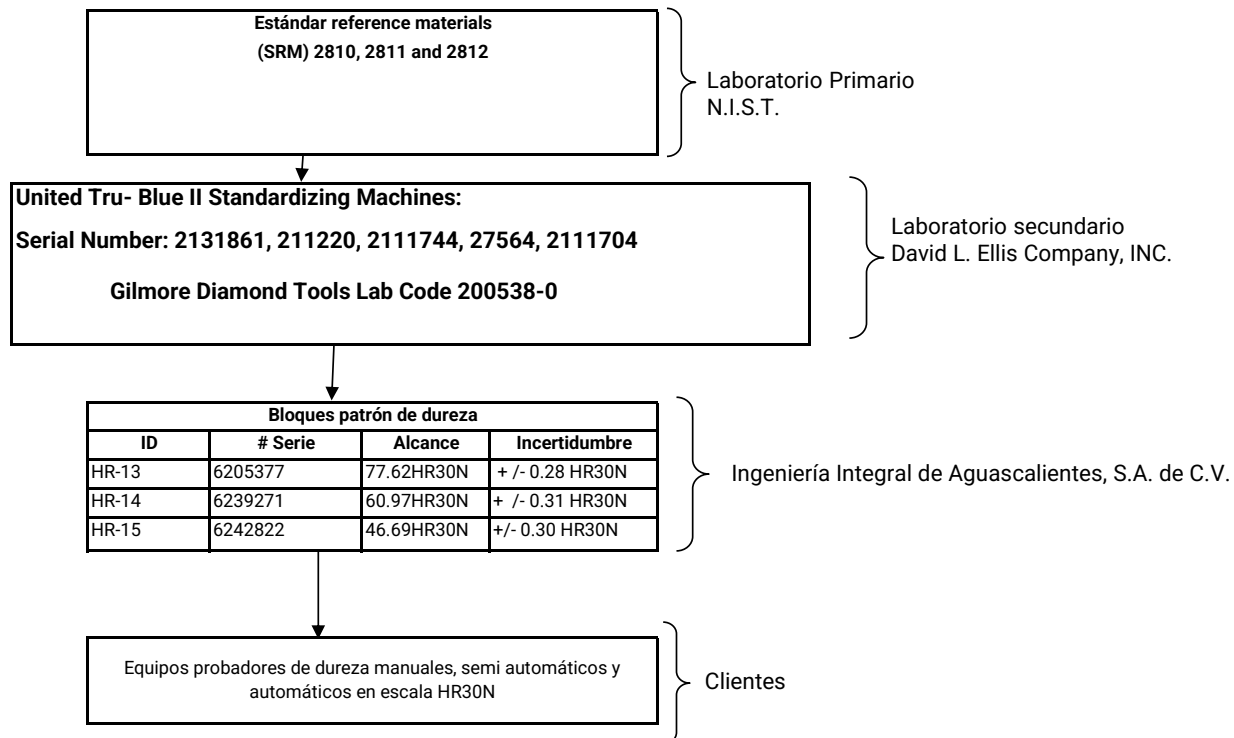 Estándar reference materials
(SRM) 2810, 2811 and 2812
Laboratorio Primario
N.I.S.T.
United Tru- Blue II Standardizing Machines:
Serial Number: 2131861, 211220, 2111744, 27564, 2111704
Gilmore Diamond Tools Lab Code 200538-0
Laboratorio secundario
David L. Ellis Company, INC.
Bloques patrón de dureza
ID # Serie Alcance Incertidumbre
HR-13 6205377 77.62HR30N + /- 0.28 HR30N
HR-14 6239271 60.97HR30N + /- 0.31 HR30N
HR-15 6242822 46.69HR30N +/- 0.30 HR30N
Ingeniería Integral de Aguascalientes, S.A. de C.V.
Equipos probadores de dureza manuales, semi automáticos y
automáticos en escala HR30N
Clientes